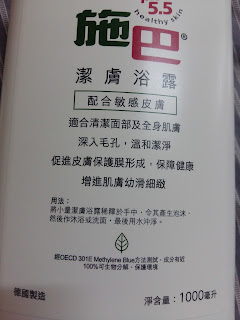 5.5
healthy skin
施巴®
潔膚浴露
配合敏感皮膚
適合清潔面部及全身肌膚
深入毛孔，溫和潔淨
促進皮膚保護膜形成，保障健康
增進肌膚幼滑細緻
用法：
將小量潔膚浴露稀釋於手中，令其產生泡沫，
然後作沐浴或洗面，最後用水沖淨。
經OECD 301E Methylene Blue方法測試，成分有近
100%可生物分解，保護環境
德國製造
淨含量：1000毫升